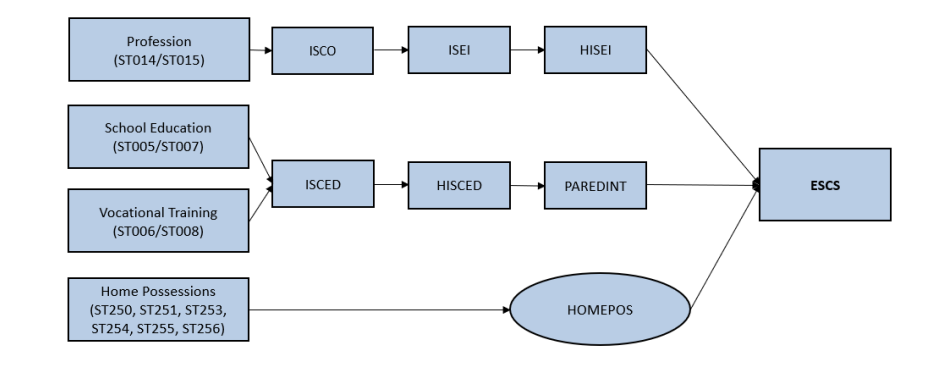 Profession
(ST014/ST015)
ISCO
ISEI
HISEI
School Education
(ST005/ST007)
ISCED
HISCED
PAREDINT
ESCS
Vocational Training
(ST006/ST008)
Home Possessions
(ST250, ST251, ST253,
ST254, ST255, ST256)
HOMEPOS